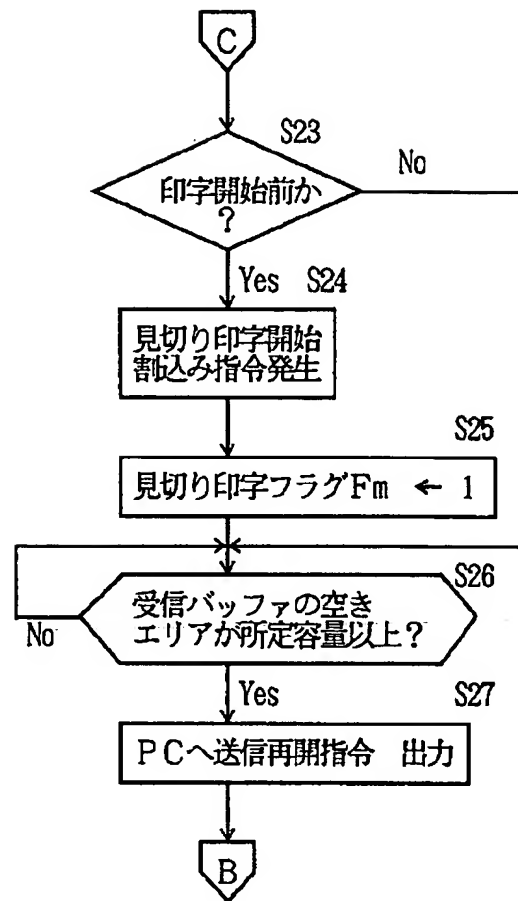 C
S23
No
印字開始前か
?
Yes S24
見切り印字開始
割込み指令発生
S25
見切り印字フラグFm ← 1
S26
受信バッファの空き
エリアが所定容量以上?
No
Yes S27
PCへ送信再開指令 出力
B